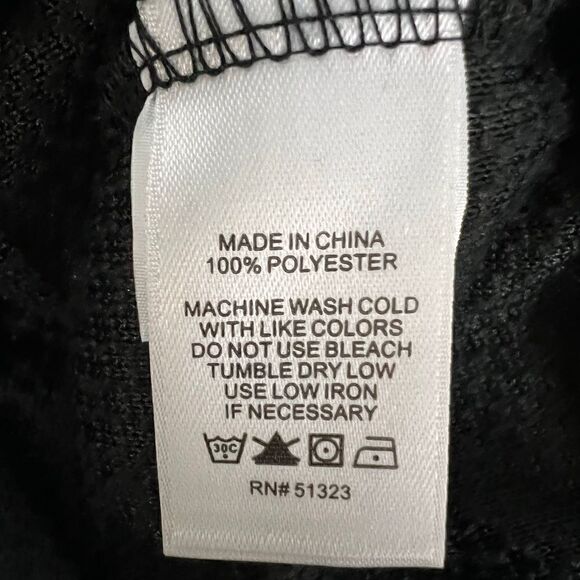 MADE IN CHINA
100% POLYESTER
MACHINE WASH COLD
WITH LIKE COLORS
DO NOT USE BLEACH
TUMBLE DRY LOW
USE LOW IRON
IF NECESSARY
30C
RN# 51323